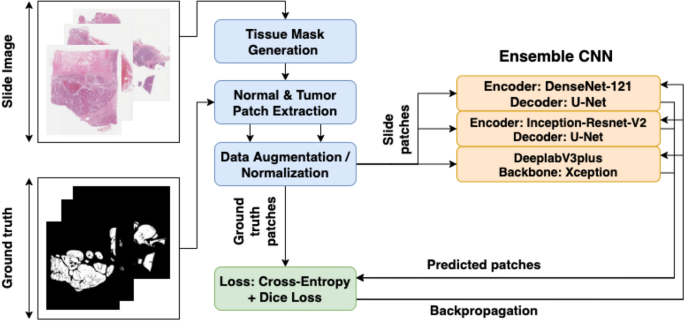 Slide Image
Tissue Mask
Generation
Normal & Tumor
Patch Extraction
Data Augmentation /
Normalization
Slide
patches
Ensemble CNN
Encoder: DenseNet-121
Decoder: U-Net
Encoder: Inception-Resnet-V2
Decoder: U-Net
DeeplabV3plus
Backbone: Xception
Ground truth
Ground
truth
patches
Loss: Cross-Entropy
+ Dice Loss
Predicted patches
Backpropagation